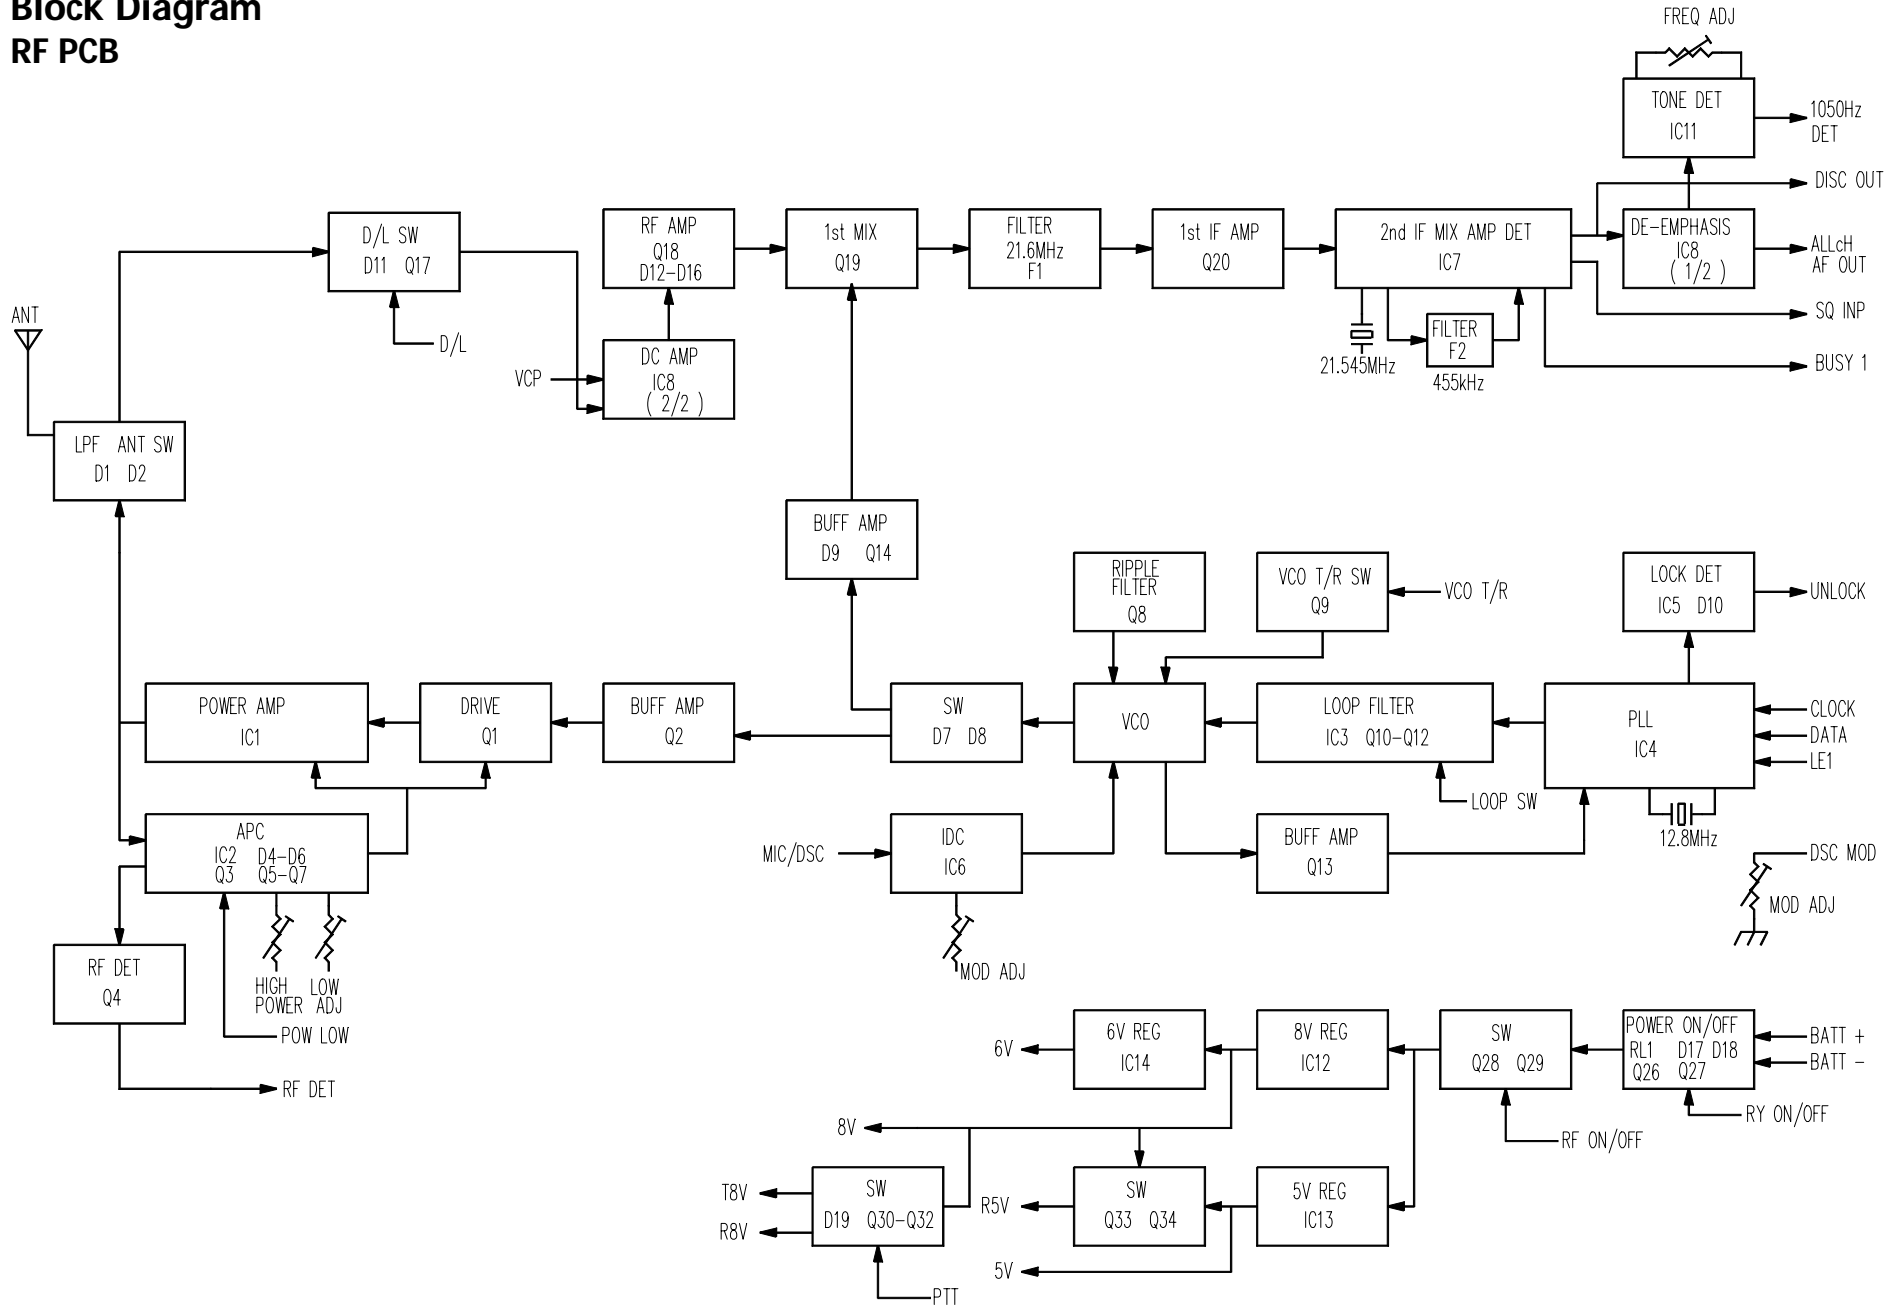 Block Diagram
RF PCB
FREQ ADJ
TONE DET
IC11
1050Hz
DET
DISC OUT
D/L SW
D11 Q17
D/L
RF AMP
Q18
D12-D16
1st MIX
Q19
FILTER
21.6MHz
F1
1st IF AMP
Q20
2nd IF MIX AMP DET
IC7
DE-EMPHASIS
IC8
( 1/2 )
ALLcH
AF OUT
SQ INP
BUSY 1
ANT
VCP
DC AMP
IC8
( 2/2 )
21.545MHz
FILTER
F2
455kHz
LPF ANT SW
D1 D2
BUFF AMP
D9 Q14
RIPPLE
FILTER
Q8
VCO T/R SW
Q9
VCO T/R
LOCK DET
IC5 D10
UNLOCK
POWER AMP
IC1
DRIVE
Q1
BUFF AMP
Q2
SW
D7 D8
VCO
LOOP FILTER
IC3 Q10-Q12
LOOP SW
PLL
IC4
CLOCK
DATA
LE1
12.8MHz
APC
IC2 D4-D6
Q3 Q5-Q7
MIC/DSC
IDC
IC6
MOD ADJ
BUFF AMP
Q13
DSC MOD
MOD ADJ
RF DET
Q4
HIGH LOW
POWER ADJ
POW LOW
RF DET
6V
6V REG
IC14
8V REG
IC12
SW
Q28 Q29
POWER ON/OFF
RL1 D17 D18
Q26 Q27
BATT +
BATT -
RY ON/OFF
RF ON/OFF
8V
T8V
R8V
SW
D19 Q30-Q32
PTT
R5V
SW
Q33 Q34
5V REG
IC13
5V